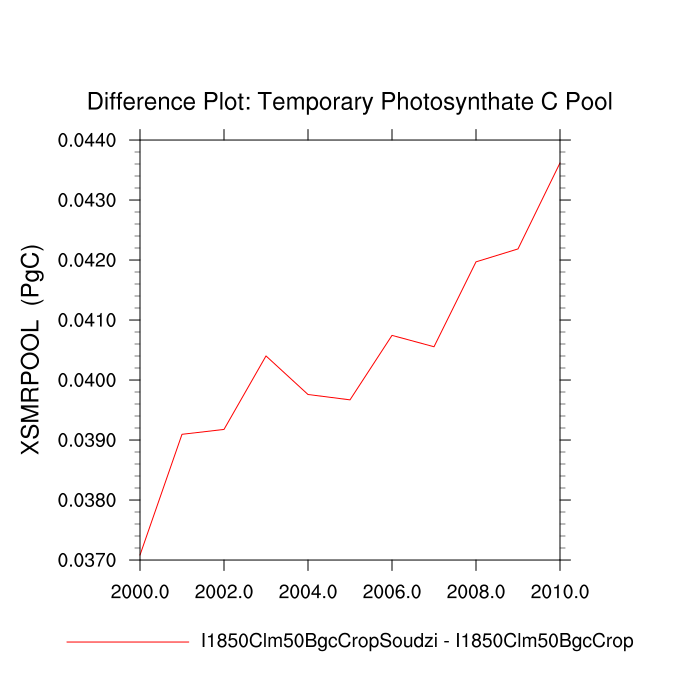 Difference Plot: Temporary Photosynthate C Pool
XSMRPOOL (PgC)
0.0440
0.0430
0.0420
0.0410
0.0400
0.0390
0.0380
0.0370
2000.0 2002.0 2004.0 2006.0 2008.0 2010.0
I1850Clm50BgcCropSoudzi - I1850Clm50BgcCrop